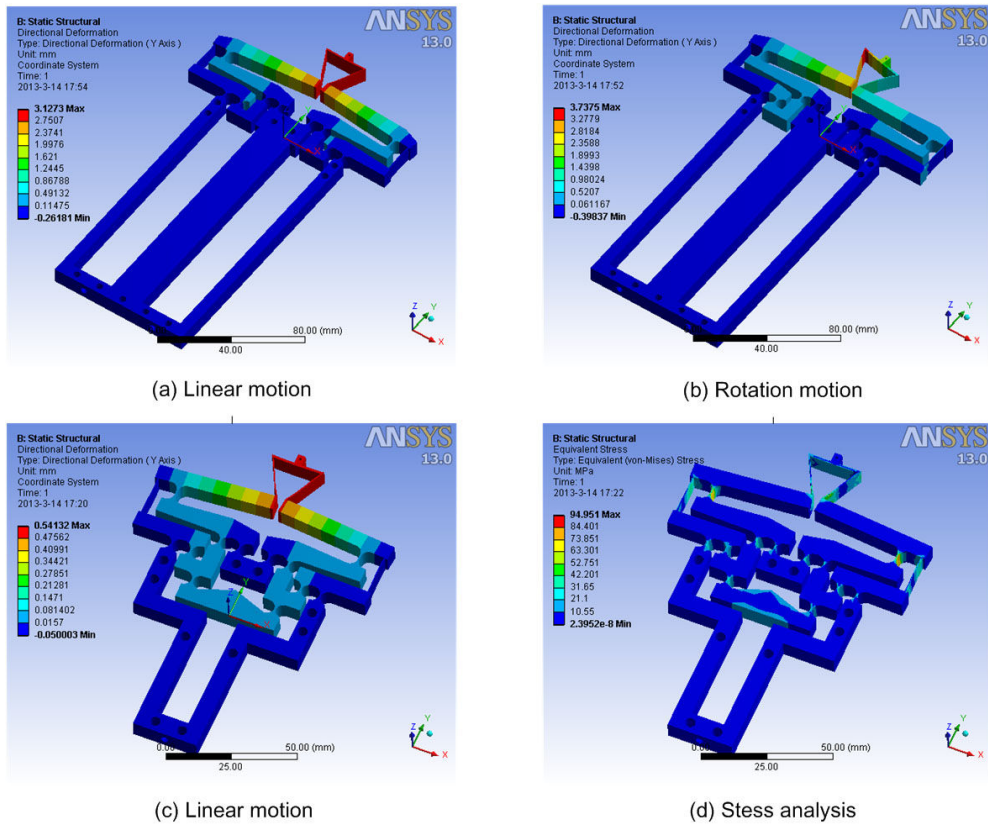 B: Static Structural
Directional Deformation
Type: Directional Deformation ( Y Axis )
Unit: mm
Coordinate System
Time: 1
2013-3-14 17:54
ANSYS
13.0
3.1273 Max
2.7507
2.3741
1.9976
1.621
1.2445
0.86788
0.49132
0.11475
-0.26181 Min
X
Z
Y
X
80.00 (mm)
40.00
(a) Linear motion
B: Static Structural
Directional Deformation
Type: Directional Deformation ( Y Axis )
Unit: mm
Coordinate System
Time: 1
2013-3-14 17:52
ANSYS
13.0
3.7375 Max
3.2779
2.8184
2.3588
1.8993
1.4398
0.98024
0.5207
0.061167
-0.39837 Min
X
Z
Y
X
80.00 (mm)
40.00
(b) Rotation motion
B: Static Structural
Directional Deformation
Type: Directional Deformation ( Y Axis )
Unit: mm
Coordinate System
Time: 1
2013-3-14 17:20
ANSYS
13.0
0.54132 Max
0.47562
0.40991
0.34421
0.27851
0.21281
0.1471
0.081402
0.0157
-0.050003 Min
Y
Z
X
Z
Y
X
0.00
50.00 (mm)
25.00
(c) Linear motion
B: Static Structural
Equivalent Stress
Type: Equivalent (von-Mises) Stress
Unit: MPa
Time: 1
2013-3-14 17:22
ANSYS
13.0
94.951 Max
84.401
73.851
63.301
52.751
42.201
31.65
21.1
10.55
2.3952e-8 Min
Z
Y
X
0.00
50.00 (mm)
25.00
(d) Stess analysis